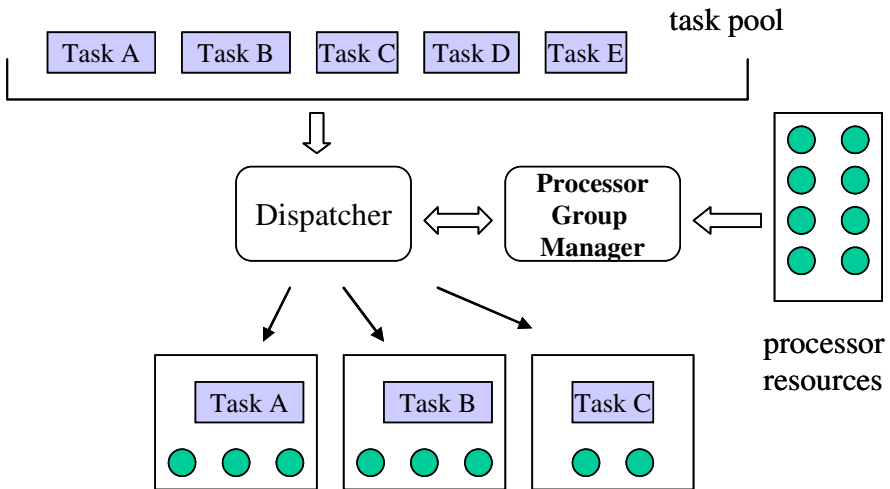 task pool
Task A
Task B
Task C
Task D
Task E
Dispatcher
Processor
Group
Manager
processor
resources
Task A
Task B
Task C